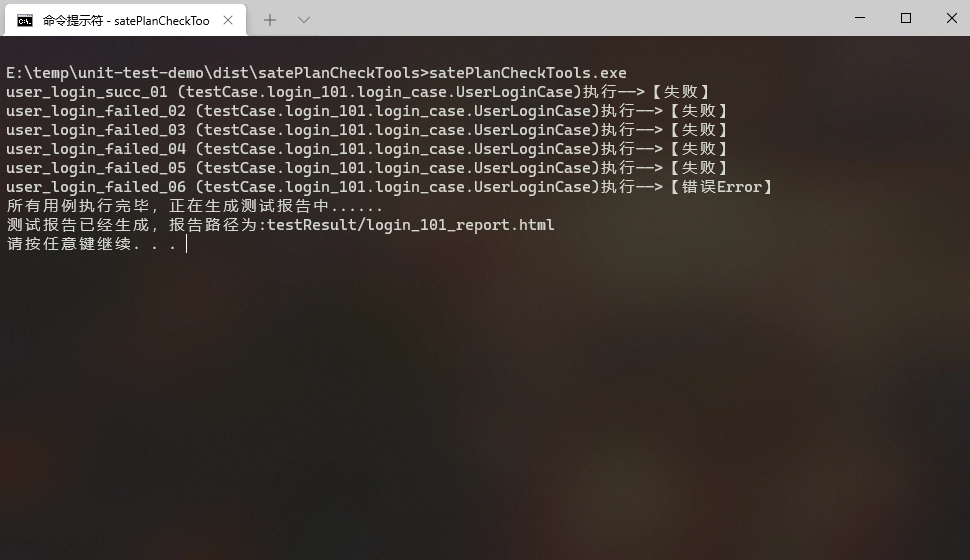 命令提示符 - satePlanCheckToo
E:\temp\unit-test-demo\dist\satePlanCheckTools>satePlanCheckTools.exe
user_login_succ_01 (testCase.login_101.login_case.UserLoginCase)执行——>【失败】
user_login_failed_02 (testCase.login_101.login_case.UserLoginCase)执行——>【失败】
user_login_failed_03 (testCase.login_101.login_case.UserLoginCase)执行——>【失败】
user_login_failed_04 (testCase.login_101.login_case.UserLoginCase)执行——>【失败】
user_login_failed_05 (testCase.login_101.login_case.UserLoginCase)执行——>【失败】
user_login_failed_06 (testCase.login_101.login_case.UserLoginCase)执行——>【错误Error】
所有用例执行完毕，正在生成测试报告中......
测试报告已经生成，报告路径为:testResult/login_101_report.html
请按任意键继续. . .